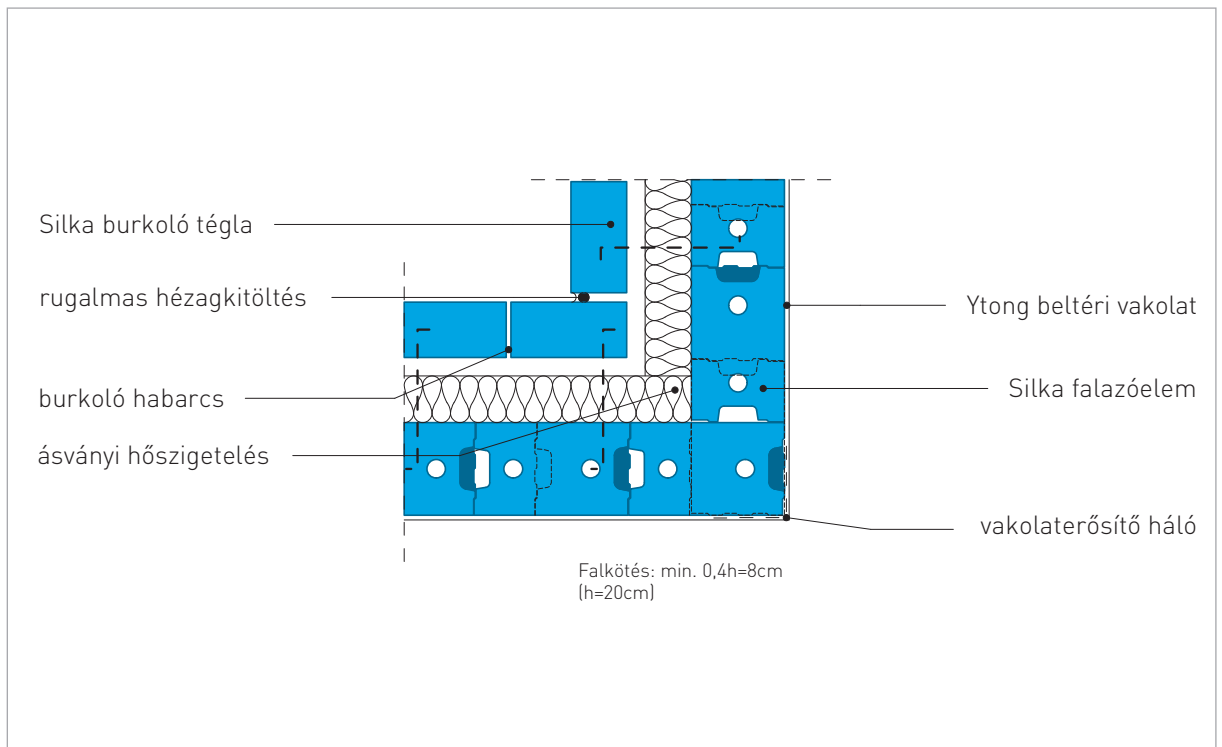 Silka burkoló tégla
rugalmas hézagkitöltés
burkoló habarcs
ásványi hőszigetelés
Ytong beltéri vakolat
Silka falazóelem
vakolaterősítő háló
Falkötés: min. 0,4h=8cm
(h=20cm)